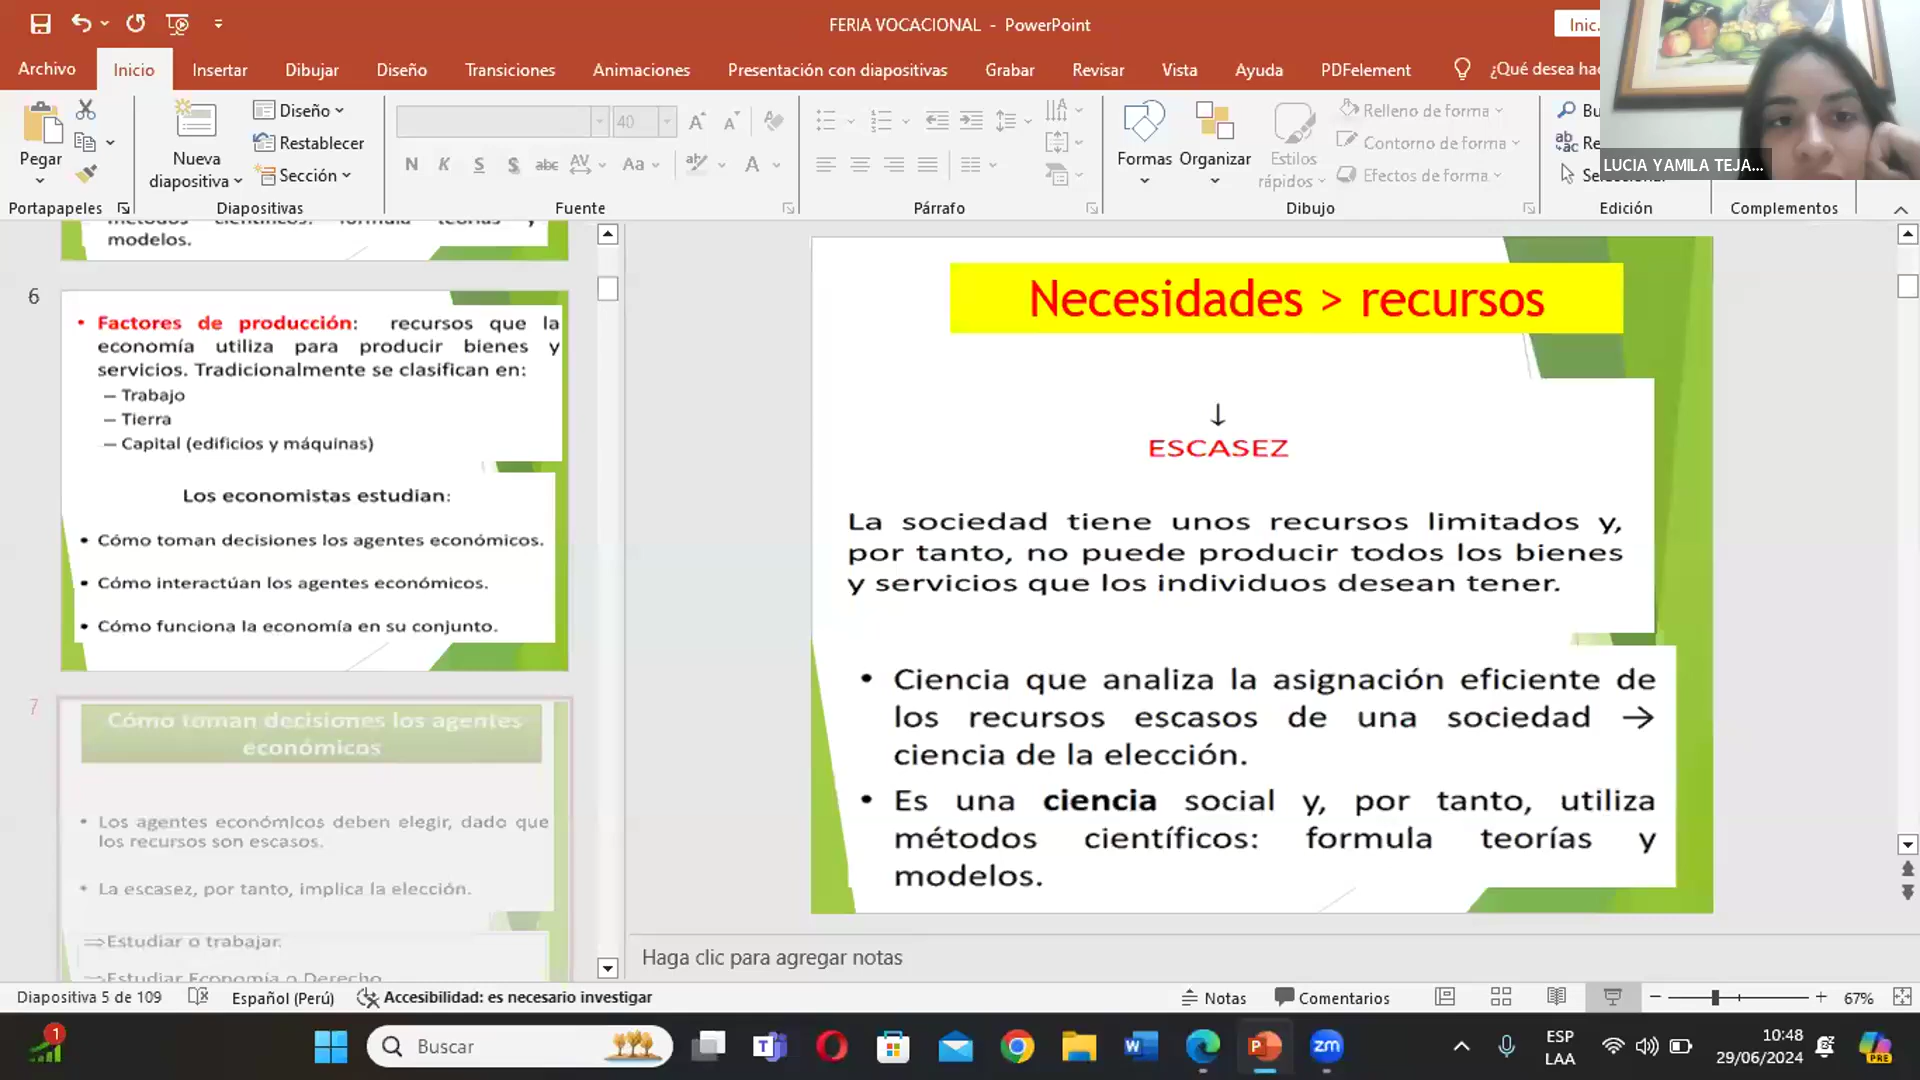 FERIA VOCACIONAL - PowerPoint
Inic.
Archivo Inicio Insertar Dibujar Diseño Transiciones Animaciones Presentación con diapositivas Grabar Revisar Vista Ayuda PDFelement ¿Qué desea hac
Pegar
Portapapeles
Nueva
diapositiva
Diseño
Restablecer
Sección
Diapositivas
40
A A
N K S S abc AV Aa A
Fuente
Párrafo
Formas
Organizar
Estilos
rápidos
Relleno de forma
Contorno de forma
Efectos de forma
Dibujo
Bu
Re
Edición
Complementos
LUCIA YAMILA TEJA...
modelos.
6
• Factores de producción: recursos que la
economía utiliza para producir bienes y
servicios. Tradicionalmente se clasifican en:
– Trabajo
– Tierra
– Capital (edificios y máquinas)
Los economistas estudian:
• Cómo toman decisiones los agentes económicos.
• Cómo interactúan los agentes económicos.
• Cómo funciona la economía en su conjunto.
7
Cómo toman decisiones los agentes
económicos
• Los agentes económicos deben elegir, dado que
los recursos son escasos.
• La escasez, por tanto, implica la elección.
⇒Estudiar o trabajar.
⇒Estudiar Economía o Derecho
Necesidades > recursos
↓
ESCASEZ
La sociedad tiene unos recursos limitados y,
por tanto, no puede producir todos los bienes
y servicios que los individuos desean tener.
• Ciencia que analiza la asignación eficiente de
los recursos escasos de una sociedad →
ciencia de la elección.
• Es una ciencia social y, por tanto, utiliza
métodos científicos: formula teorías y
modelos.
Haga clic para agregar notas
Diapositiva 5 de 109 Español (Perú) Accesibilidad: es necesario investigar Notas Comentarios 67%
1
Buscar
ESP
LAA
10:48
29/06/2024
PRE